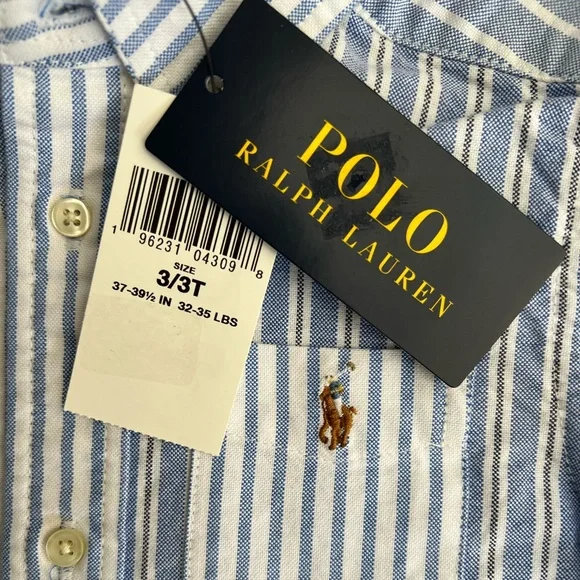 POLO
RALPH LAUREN
1 96231 04309 8
SIZE
3/3T
37-39½ IN 32-35 LBS